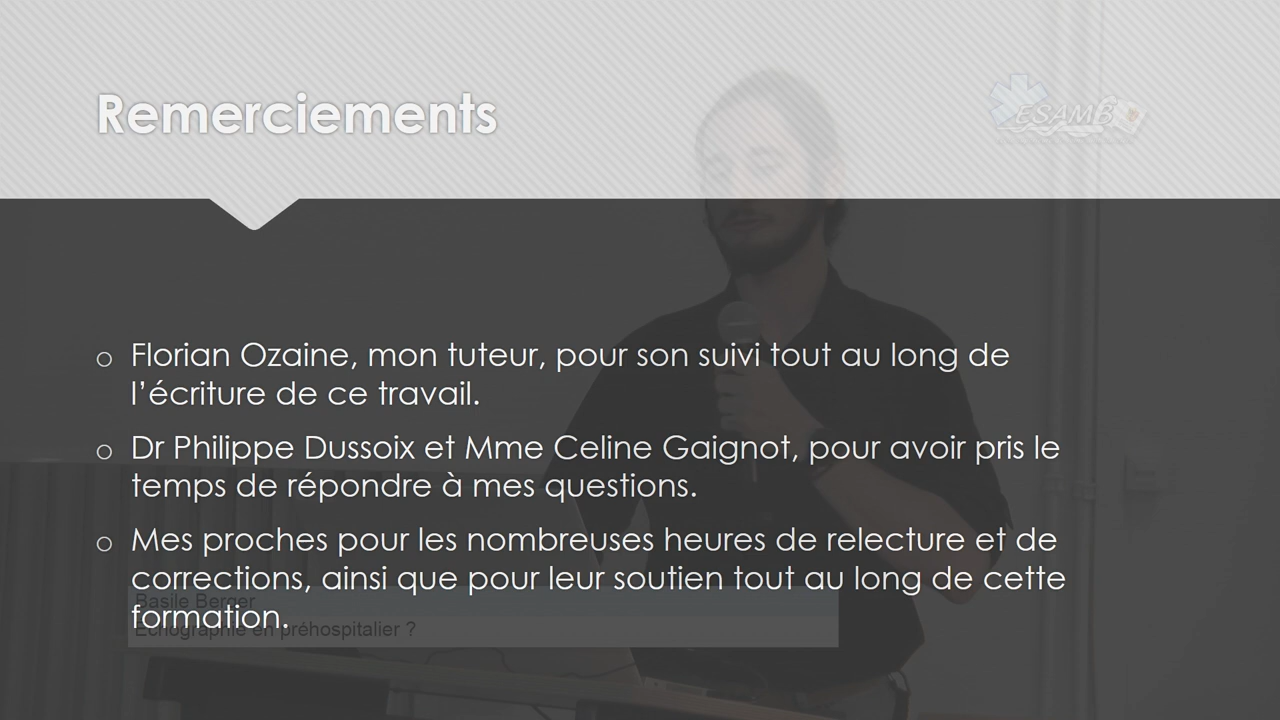 Remerciements
ESAMB
o Florian Ozaine, mon tuteur, pour son suivi tout au long de
l’écriture de ce travail.
o Dr Philippe Dussoix et Mme Celine Gaignot, pour avoir pris le
temps de répondre à mes questions.
o Mes proches pour les nombreuses heures de relecture et de
corrections, ainsi que pour leur soutien tout au long de cette
formation.
Basile Berger
Echographie en préhospitalier ?